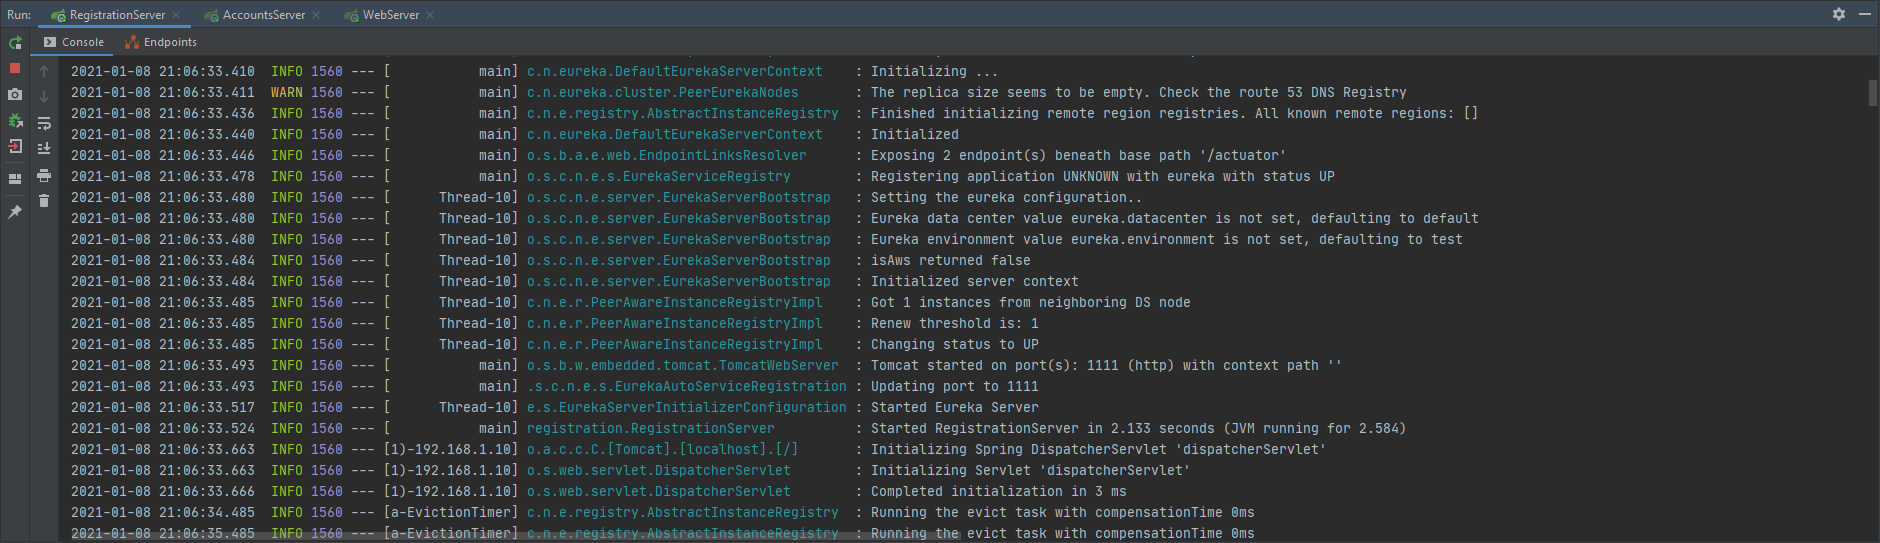 Run: RegistrationServer AccountsServer WebServer
Console Endpoints
2021-01-08 21:06:33.410  INFO 1560 --- [           main] c.n.eureka.DefaultEurekaServerContext    : Initializing ...
2021-01-08 21:06:33.411  WARN 1560 --- [           main] c.n.eureka.cluster.PeerEurekaNodes       : The replica size seems to be empty. Check the route 53 DNS Registry
2021-01-08 21:06:33.436  INFO 1560 --- [           main] c.n.e.registry.AbstractInstanceRegistry  : Finished initializing remote region registries. All known remote regions: []
2021-01-08 21:06:33.440  INFO 1560 --- [           main] c.n.eureka.DefaultEurekaServerContext    : Initialized
2021-01-08 21:06:33.446  INFO 1560 --- [           main] o.s.b.a.e.web.EndpointLinksResolver      : Exposing 2 endpoint(s) beneath base path '/actuator'
2021-01-08 21:06:33.478  INFO 1560 --- [           main] o.s.c.n.e.s.EurekaServiceRegistry        : Registering application UNKNOWN with eureka with status UP
2021-01-08 21:06:33.480  INFO 1560 --- [      Thread-10] o.s.c.n.e.server.EurekaServerBootstrap   : Setting the eureka configuration..
2021-01-08 21:06:33.480  INFO 1560 --- [      Thread-10] o.s.c.n.e.server.EurekaServerBootstrap   : Eureka data center value eureka.datacenter is not set, defaulting to default
2021-01-08 21:06:33.480  INFO 1560 --- [      Thread-10] o.s.c.n.e.server.EurekaServerBootstrap   : Eureka environment value eureka.environment is not set, defaulting to test
2021-01-08 21:06:33.484  INFO 1560 --- [      Thread-10] o.s.c.n.e.server.EurekaServerBootstrap   : isAws returned false
2021-01-08 21:06:33.484  INFO 1560 --- [      Thread-10] o.s.c.n.e.server.EurekaServerBootstrap   : Initialized server context
2021-01-08 21:06:33.485  INFO 1560 --- [      Thread-10] c.n.e.r.PeerAwareInstanceRegistryImpl    : Got 1 instances from neighboring DS node
2021-01-08 21:06:33.485  INFO 1560 --- [      Thread-10] c.n.e.r.PeerAwareInstanceRegistryImpl    : Renew threshold is: 1
2021-01-08 21:06:33.485  INFO 1560 --- [      Thread-10] c.n.e.r.PeerAwareInstanceRegistryImpl    : Changing status to UP
2021-01-08 21:06:33.493  INFO 1560 --- [           main] o.s.b.w.embedded.tomcat.TomcatWebServer  : Tomcat started on port(s): 1111 (http) with context path ''
2021-01-08 21:06:33.493  INFO 1560 --- [           main] .s.c.n.e.s.EurekaAutoServiceRegistration : Updating port to 1111
2021-01-08 21:06:33.517  INFO 1560 --- [      Thread-10] e.s.EurekaServerInitializerConfiguration : Started Eureka Server
2021-01-08 21:06:33.524  INFO 1560 --- [           main] registration.RegistrationServer          : Started RegistrationServer in 2.133 seconds (JVM running for 2.584)
2021-01-08 21:06:33.663  INFO 1560 --- [1)-192.168.1.10] o.a.c.c.C.[Tomcat].[localhost].[/]       : Initializing Spring DispatcherServlet 'dispatcherServlet'
2021-01-08 21:06:33.663  INFO 1560 --- [1)-192.168.1.10] o.s.web.servlet.DispatcherServlet        : Initializing Servlet 'dispatcherServlet'
2021-01-08 21:06:33.666  INFO 1560 --- [1)-192.168.1.10] o.s.web.servlet.DispatcherServlet        : Completed initialization in 3 ms
2021-01-08 21:06:34.485  INFO 1560 --- [a-EvictionTimer] c.n.e.registry.AbstractInstanceRegistry  : Running the evict task with compensationTime 0ms
2021-01-08 21:06:35.485  INFO 1560 --- [a-EvictionTimer] c.n.e.registry.AbstractInstanceRegistry  : Running the evict task with compensationTime 0ms